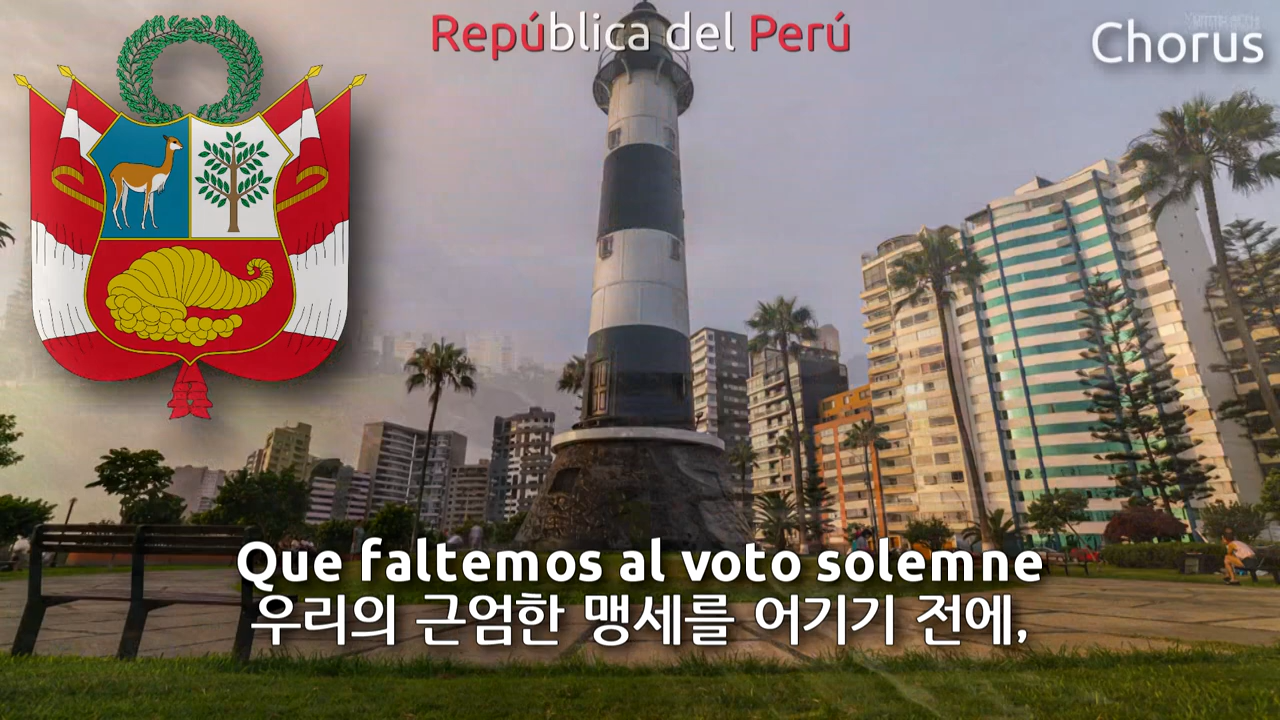 República del Perú
Chorus
Que faltemos al voto solemne
우리의 근엄한 맹세를 어기기 전에,